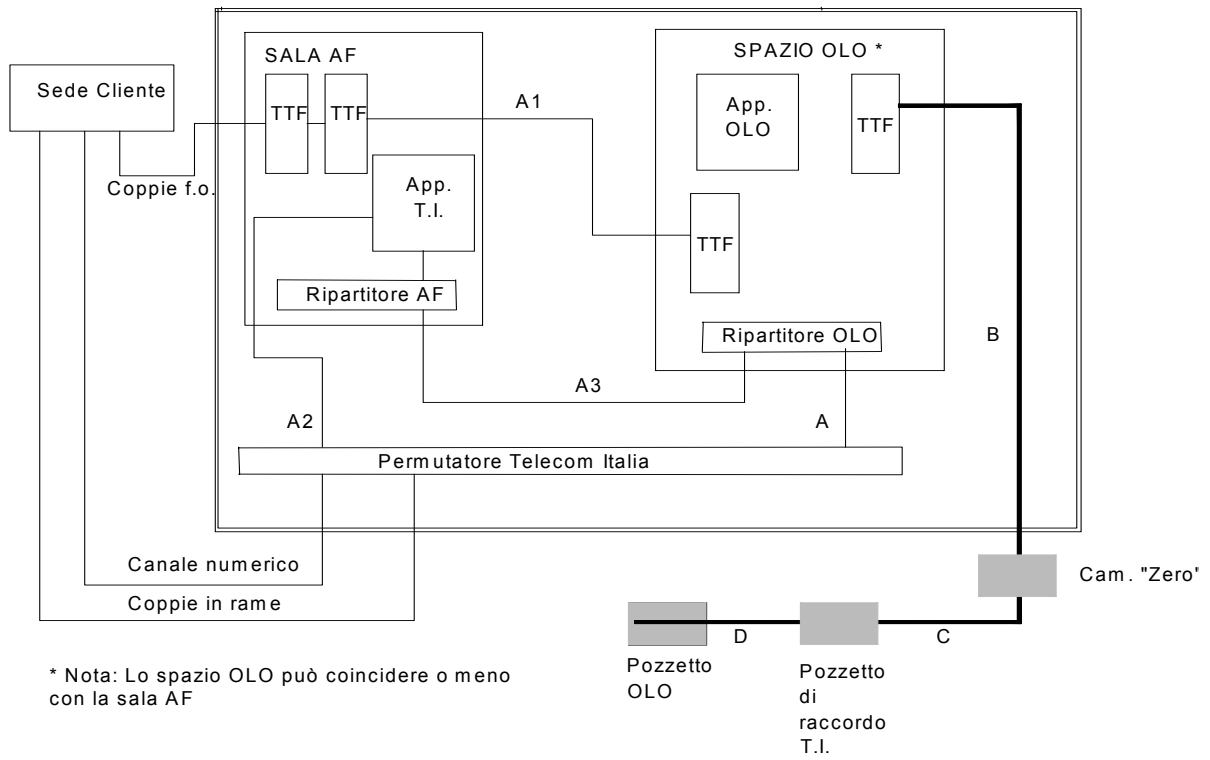 SALA AF
SPAZIO OLO *
Sede Cliente
TTF
TTF
A1
App.
OLO
TTF
Coppie f.o.
App.
T.I.
TTF
Ripartitore AF
Ripartitore OLO
B
A3
A2
A
Permutatore Telecom Italia
Canale numerico
Coppie in rame
Cam. "Zero"
D
C
Pozzetto
OLO
Pozzetto
di
raccordo
T.I.
* Nota: Lo spazio OLO può coincidere o meno
con la sala AF